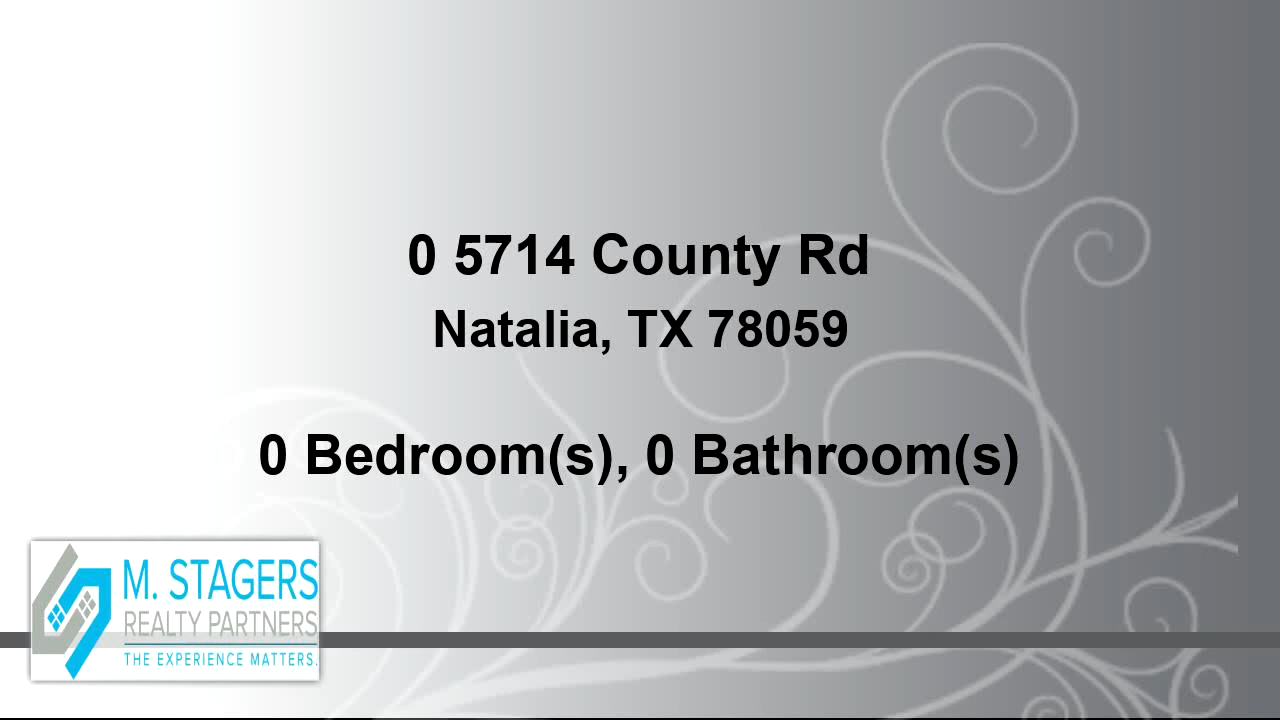 0 5714 County Rd
Natalia, TX 78059
0 Bedroom(s), 0 Bathroom(s)
M. STAGERS
REALTY PARTNERS
THE EXPERIENCE MATTERS.